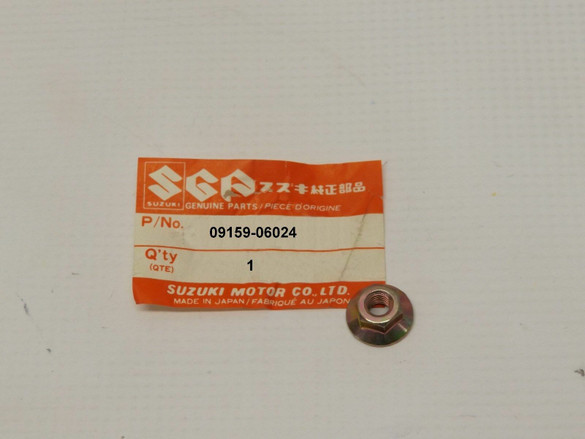 SGP スズキ純正部品
SUZUKI GENUINE PARTS/PIECE D'ORIGINE
P/No. 09159-06024
Q'ty
(QTE) 1
SUZUKI MOTOR CO., LTD.
MADE IN JAPAN/FABRIQUÉ AU JAPON